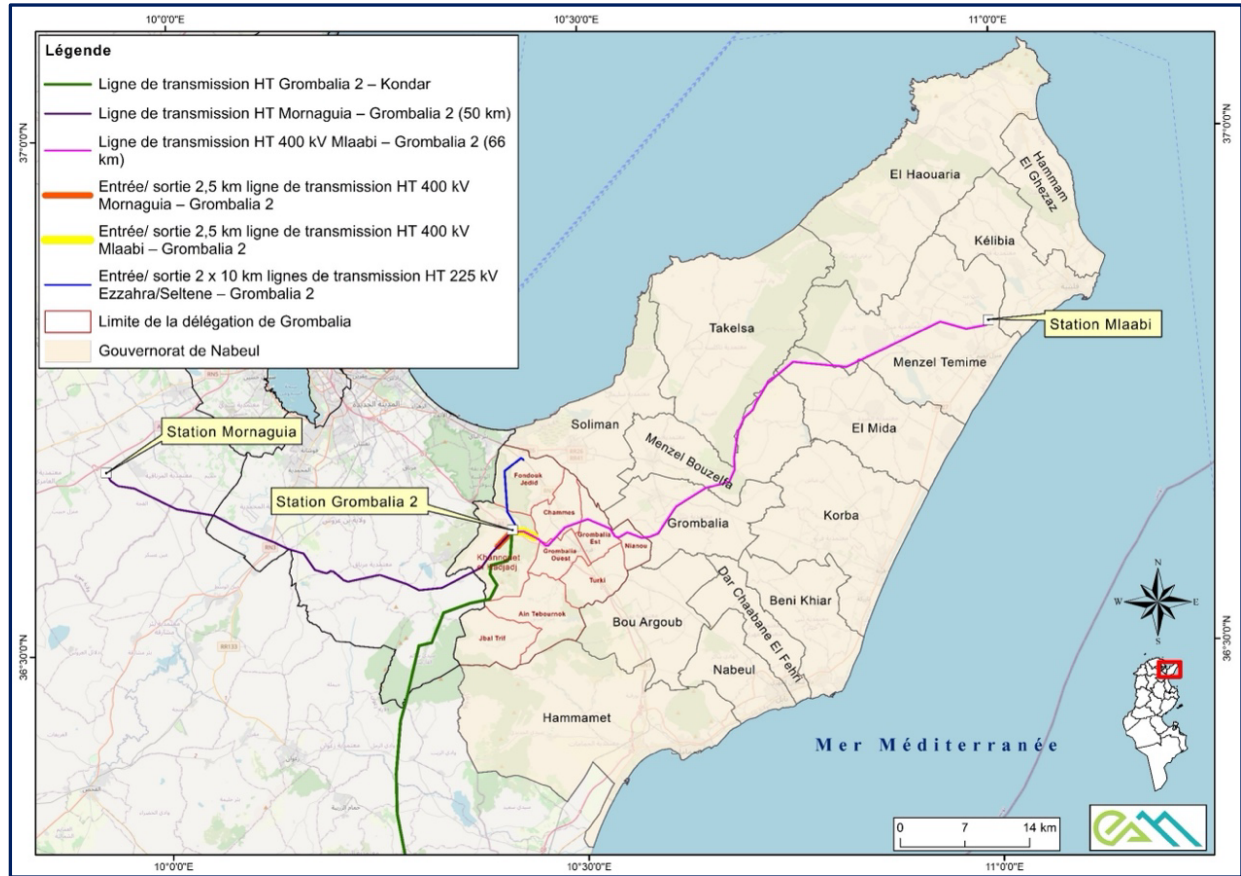 10°0'0"E
10°30'0"E
11°0'0"E
Légende
Ligne de transmission HT Grombalia 2 – Kondar
Ligne de transmission HT Mornaguia – Grombalia 2 (50 km)
Ligne de transmission HT 400 kV Mlaabi – Grombalia 2 (66
km)
Entrée/ sortie 2,5 km ligne de transmission HT 400 kV
Mornaguia – Grombalia 2
Entrée/ sortie 2,5 km ligne de transmission HT 400 kV
Mlaabi – Grombalia 2
Entrée/ sortie 2 x 10 km lignes de transmission HT 225 kV
Ezzahra/Seltene – Grombalia 2
Limite de la délégation de Grombalia
Gouvernorat de Nabeul
37°0'0"N
37°0'0"N
El Haouaria
Hammam
El Ghezaz
Kélibia
Takelsa
Station Mlaabi
Menzel Temime
Soliman
El Mida
Menzel Bouzelfa
Station Mornaguia
Fondouk
Jedid
Station Grombalia 2
Chammes
Grombalia
Korba
Grombalia
Est
Nianou
Grombalia
Ouest
Khannguet
Turki
Dar Chaabane El Fehri
Beni Khiar
Ain Tebournok
Bou Argoub
Jbal Trif
Nabeul
36°30'0"N
36°30'0"N
Hammamet
Mer Méditerranée
N
W
E
S
0 7 14 km
10°0'0"E
10°30'0"E
11°0'0"E